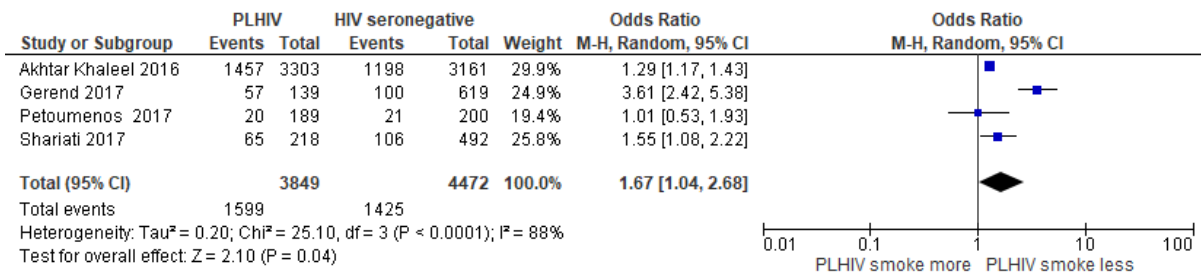 PLHIV HIV seronegative Odds Ratio Odds Ratio
Study or Subgroup Events Total Events Total Weight M-H, Random, 95% CI M-H, Random, 95% CI
Akhtar Khaleel 2016 1457 3303 1198 3161 29.9% 1.29 [1.17, 1.43]
Gerend 2017 57 139 100 619 24.9% 3.61 [2.42, 5.38]
Petoumenos 2017 20 189 21 200 19.4% 1.01 [0.53, 1.93]
Shariati 2017 65 218 106 492 25.8% 1.55 [1.08, 2.22]
Total (95% CI) 3849 4472 100.0% 1.67 [1.04, 2.68]
Total events 1599 1425
Heterogeneity: Tau² = 0.20; Chi² = 25.10, df = 3 (P < 0.0001); I² = 88%
Test for overall effect: Z = 2.10 (P = 0.04)
0.01 0.1 1 10 100
PLHIV smoke more PLHIV smoke less